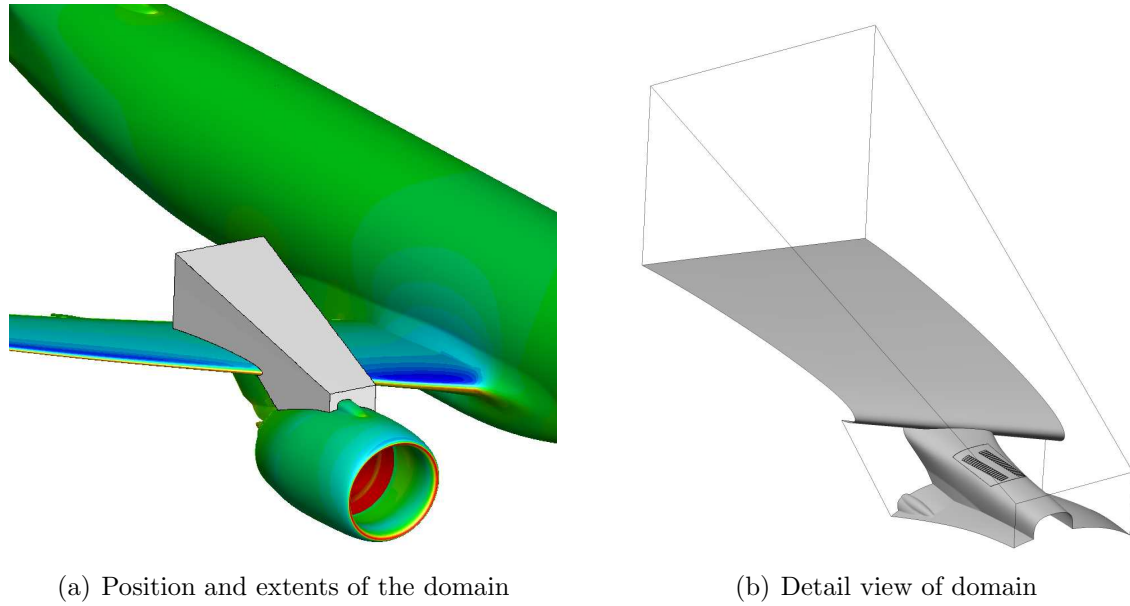 (a) Position and extents of the domain
(b) Detail view of domain